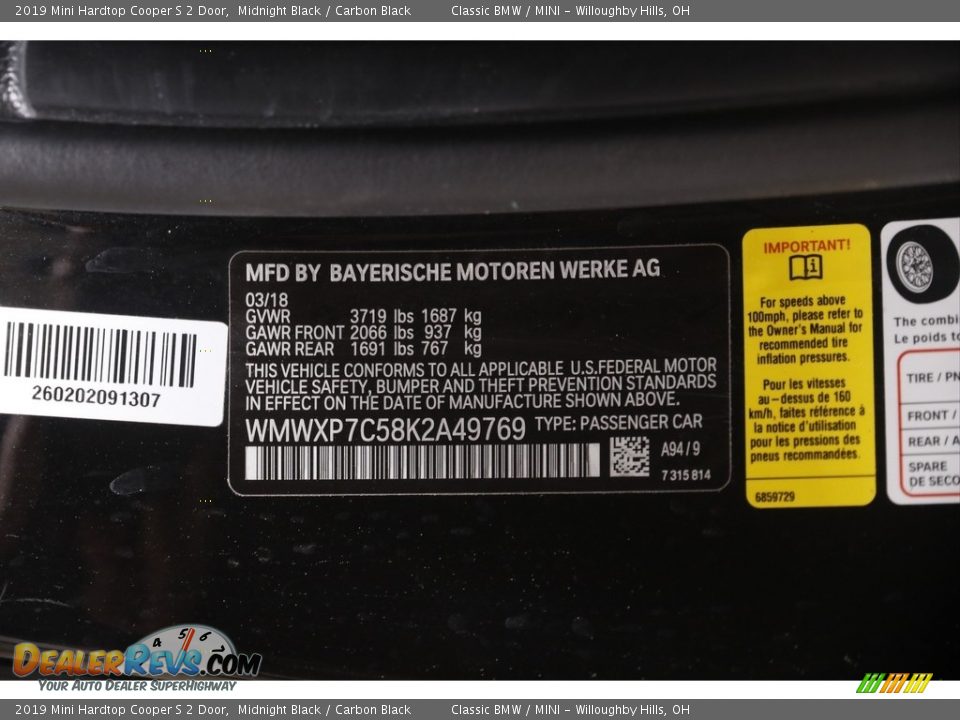 2019 Mini Hardtop Cooper S 2 Door, Midnight Black / Carbon Black Classic BMW / MINI - Willoughby Hills, OH
MFD BY BAYERISCHE MOTOREN WERKE AG
03/18
GVWR 3719 lbs 1687 kg
GAWR FRONT 2066 lbs 937 kg
GAWR REAR 1691 lbs 767 kg
THIS VEHICLE CONFORMS TO ALL APPLICABLE U.S.FEDERAL MOTOR
VEHICLE SAFETY, BUMPER AND THEFT PREVENTION STANDARDS
IN EFFECT ON THE DATE OF MANUFACTURE SHOWN ABOVE.
WMWXP7C58K2A49769 TYPE: PASSENGER CAR
A94/9
7 315 814
260202091307
IMPORTANT!
For speeds above
100mph, please refer to
the Owner's Manual for
recommended tire
inflation pressures.
Pour les vitesses
au-dessus de 160
km/h, faites référence à
la notice d'utilisation
pour les pressions des
pneus recommandées.
6859729
The combi
Le poids to
TIRE / PN
FRONT /
REAR / A
SPARE
DE SECO
4 5 6
DEALERREVS.COM
YOUR AUTO DEALER SUPERHIGHWAY
2019 Mini Hardtop Cooper S 2 Door, Midnight Black / Carbon Black Classic BMW / MINI - Willoughby Hills, OH